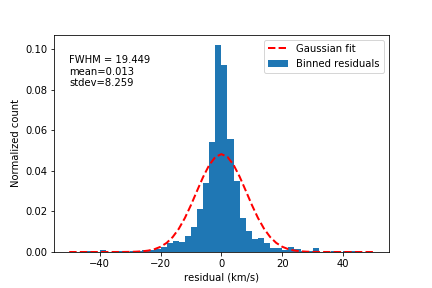 FWHM = 19.449
mean=0.013
stdev=8.259
Gaussian fit
Binned residuals
Normalized count
0.10
0.08
0.06
0.04
0.02
0.00
−40
−20
0
20
40
residual (km/s)